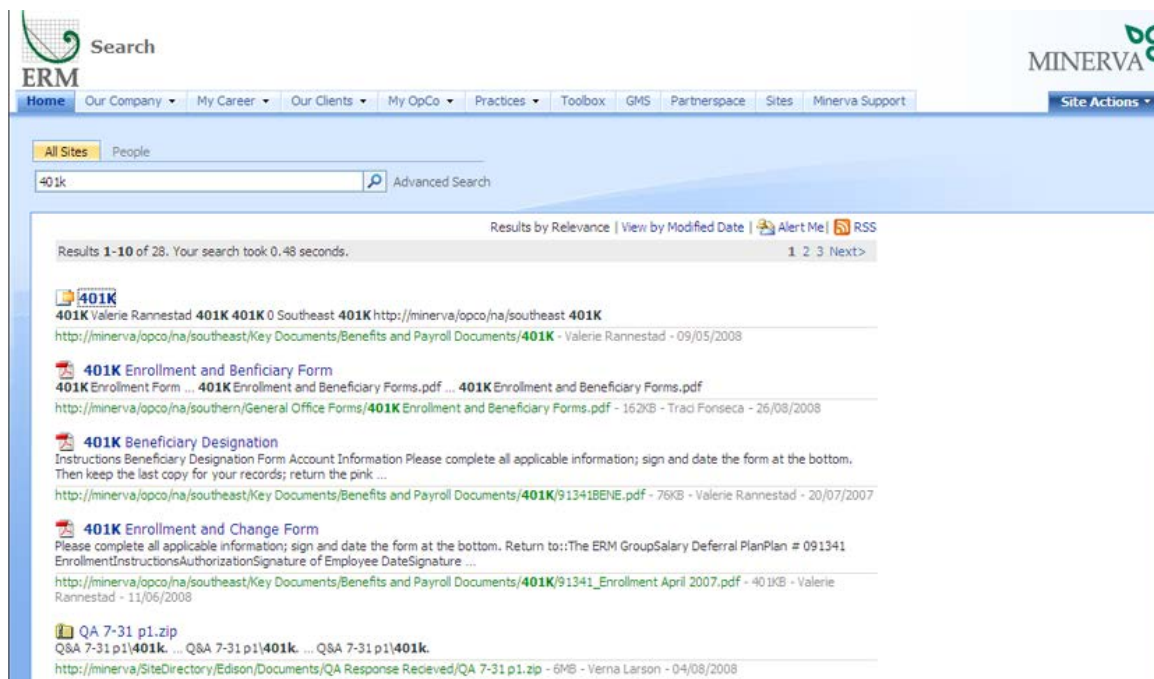 Search
ERM
MINERVA
Home Our Company My Career Our Clients My OpCo Practices Toolbox GMS Partnerspace Sites Minerva Support Site Actions
All Sites People
401k Advanced Search
Results by Relevance | View by Modified Date | Alert Me | RSS
Results 1-10 of 28. Your search took 0.48 seconds. 1 2 3 Next>
401K
401K Valerie Rannestad 401K 401K 0 Southeast 401K http://minerva/opco/na/southeast 401K
http://minerva/opco/na/southeast/Key Documents/Benefits and Payroll Documents/401K - Valerie Rannestad - 09/05/2008
401K Enrollment and Benficiary Form
401K Enrollment Form ... 401K Enrollment and Beneficiary Forms.pdf ... 401K Enrollment and Beneficiary Forms.pdf
http://minerva/opco/na/southern/General Office Forms/401K Enrollment and Beneficiary Forms.pdf - 162KB - Traci Fonseca - 26/08/2008
401K Beneficiary Designation
Instructions Beneficiary Designation Form Account Information Please complete all applicable information; sign and date the form at the bottom.
Then keep the last copy for your records; return the pink ...
http://minerva/opco/na/southeast/Key Documents/Benefits and Payroll Documents/401K/91341BENE.pdf - 76KB - Valerie Rannestad - 20/07/2007
401K Enrollment and Change Form
Please complete all applicable information; sign and date the form at the bottom. Return to::The ERM GroupSalary Deferral PlanPlan # 091341
EnrollmentInstructionsAuthorizationSignature of Employee DateSignature ...
http://minerva/opco/na/southeast/Key Documents/Benefits and Payroll Documents/401K/91341_Enrollment April 2007.pdf - 401KB - Valerie
Rannestad - 11/06/2008
QA 7-31 p1.zip
Q&A 7-31 p1\401k. ... Q&A 7-31 p1\401k. ... Q&A 7-31 p1\401k.
http://minerva/SiteDirectory/Edison/Documents/QA Response Recieved/QA 7-31 p1.zip - 6MB - Verna Larson - 04/08/2008